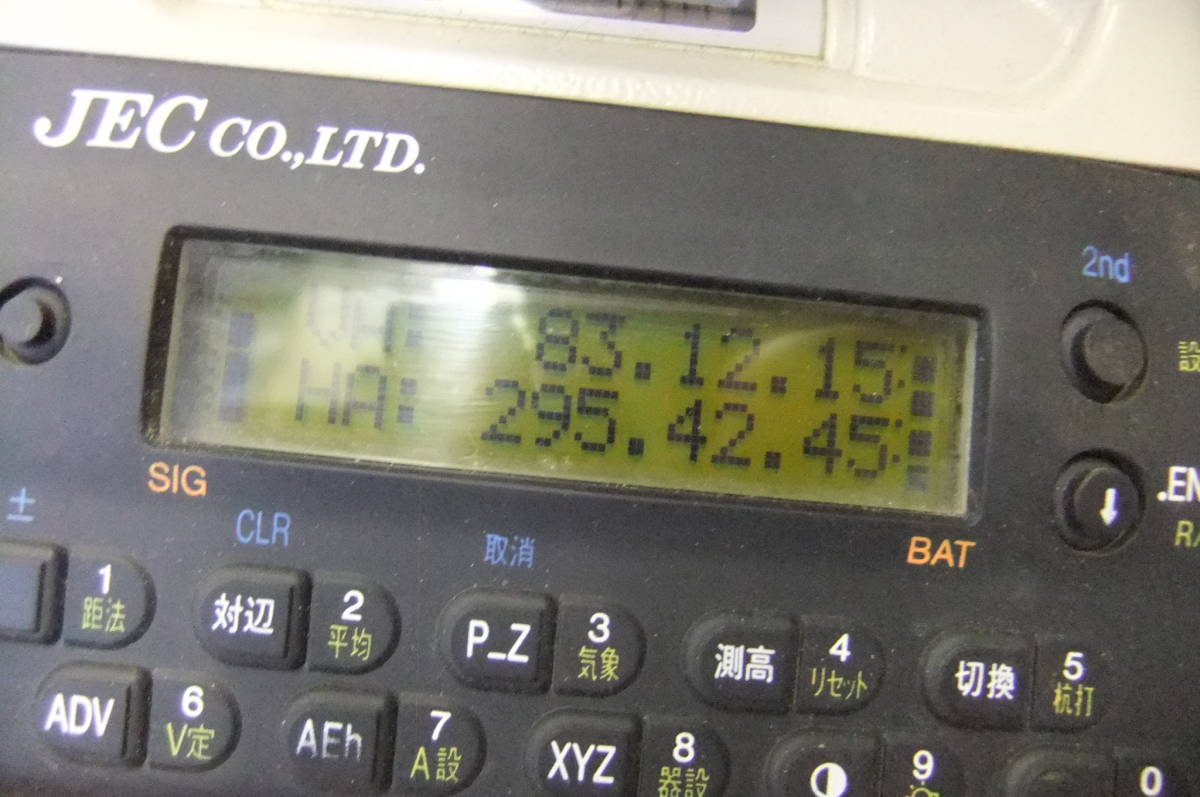 JEC CO.,LTD.
2nd
VA: 83.12.15
HA: 295.42.45
SIG
BAT
±
CLR
取消
1
距法
対辺
2
平均
P_Z
3
気象
測高
4
リセット
切換
5
杭打
ADV
6
V定
AEh
7
A設
XYZ
8
器設
9
0